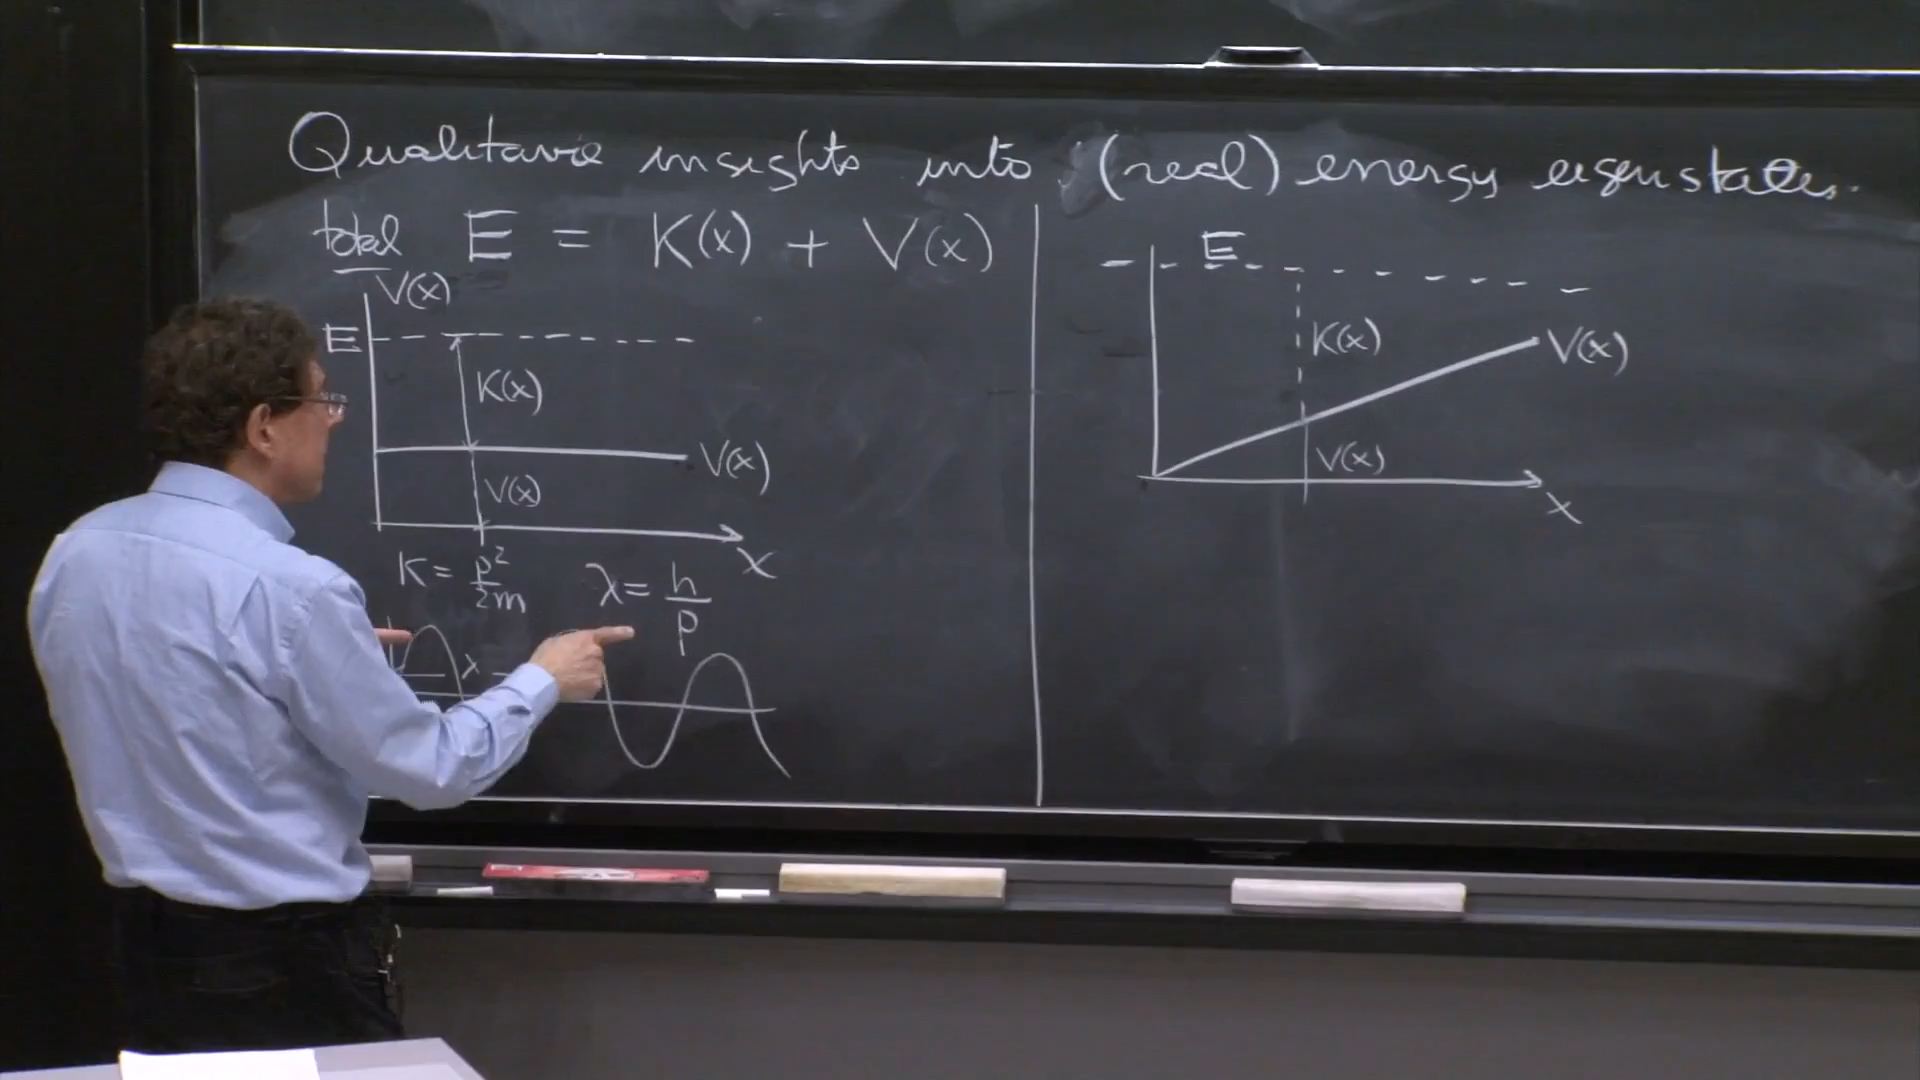 Qualitative insights into (real) energy eigenstates.
total E = K(x) + V(x)
V(x)
E
K(x)
V(x)
V(x)
x
K = p²/2m
λ = h/p
λ
E
K(x)
V(x)
V(x)
x